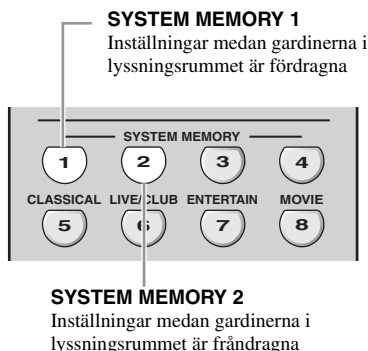 SYSTEM MEMORY 1
Inställningar medan gardinerna i
lyssningsrummet är fördragna
SYSTEM MEMORY
1 2 3 4
CLASSICAL LIVE/CLUB ENTERTAIN MOVIE
5 6 7 8
SYSTEM MEMORY 2
Inställningar medan gardinerna i
lyssningsrummet är fråndragna